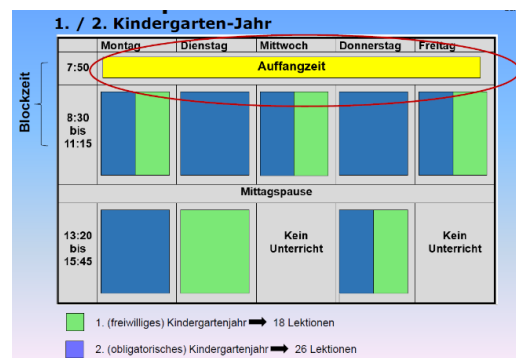 1. / 2. Kindergarten-Jahr
Montag Dienstag Mittwoch Donnerstag Freitag
7:50 Auffangzeit
Blockzeit
8:30
bis
11:15
Mittagspause
13:20
bis
15:45
Kein
Unterricht
Kein
Unterricht
1. (freiwilliges) Kindergartenjahr ➡ 18 Lektionen
2. (obligatorisches) Kindergartenjahr ➡ 26 Lektionen